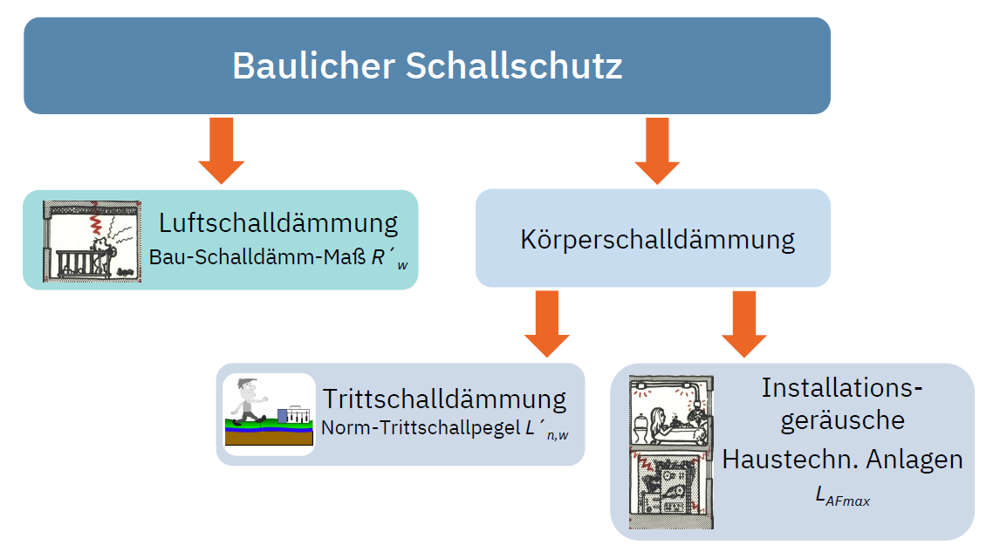 Baulicher Schallschutz
Luftschalldämmung
Bau-Schalldämm-Maß R´w
Körperschalldämmung
Trittschalldämmung
Norm-Trittschallpegel L´n,w
Installations-
geräusche
Haustechn. Anlagen
LAFmax